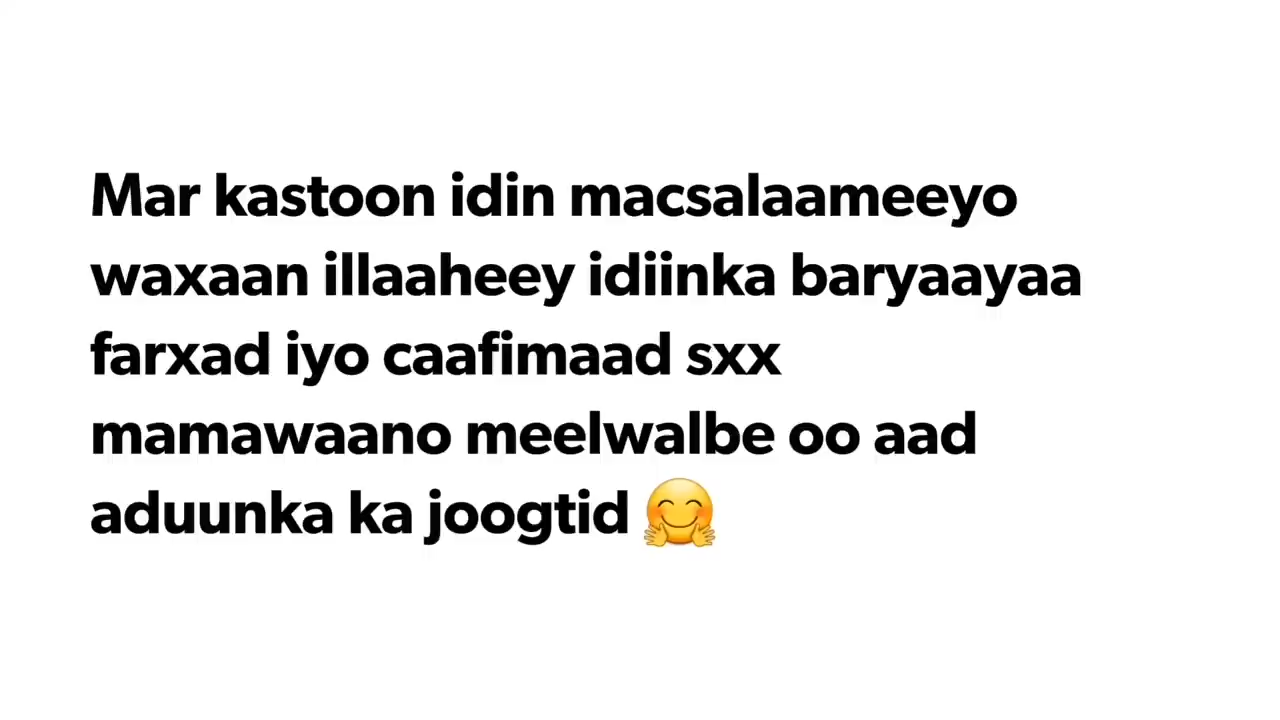 Mar kastoon idin macsalaameeyo
waxaan illaaheey idiinka baryaayaa
farxad iyo caafimaad sxx
mamawaano meelwalbe oo aad
aduunka ka joogtid 🤗